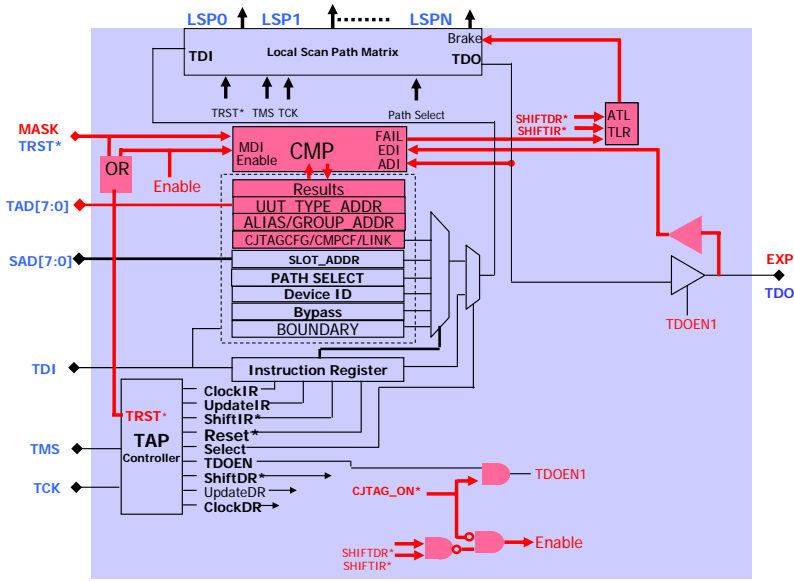 LSP0 LSP1 LSPN
Brake
TDI Local Scan Path Matrix TDO
TRST* TMS TCK Path Select
SHIFTDR* ATL
SHIFTIR* TLR
MASK
TRST*
FAIL
MDI CMP EDI
Enable ADI
OR
Enable
Results
TAD[7:0] UUT_TYPE_ADDR
ALIAS/GROUP_ADDR
CJTAGCFG/CMPCF/LINK
SAD[7:0] SLOT_ADDR
PATH SELECT
Device ID
Bypass
BOUNDARY
EXP
TDO
TDOEN1
TDI Instruction Register
ClockIR
UpdateIR
TRST* ShiftIR*
TAP Reset*
Controller Select
TMS
TDOEN
ShiftDR*
TCK UpdateDR
ClockDR
TDOEN1
CJTAG_ON*
Enable
SHIFTDR*
SHIFTIR*